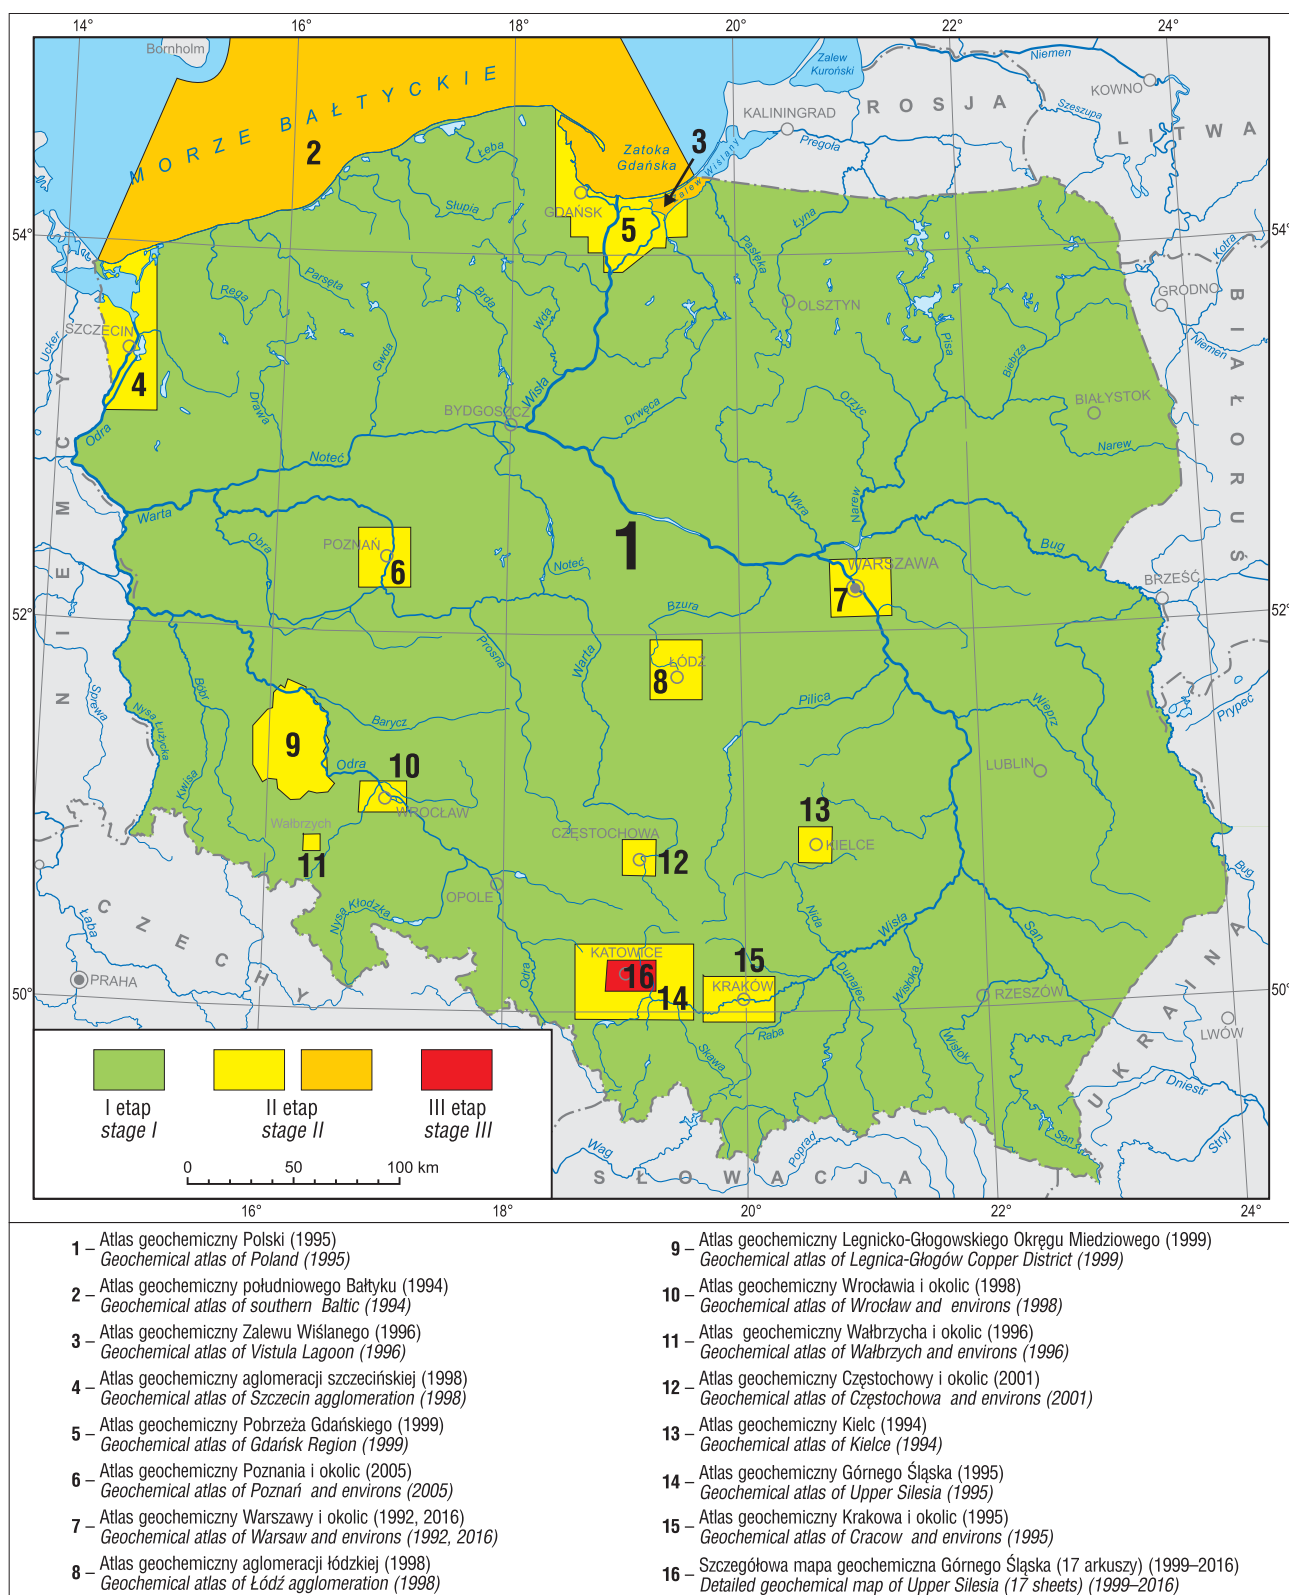 14° 16° 18° 20° 22° 24°
Bornholm
MORZE BAŁTYCKIE
2
Zatoka
Gdańska
3
Zalew Wiślany
Zalew
Kuroński
KALININGRAD
ROSJA
Niemen
KOWNO
Szeszupa
LITWA
Pregoła
Łeba
Słupia
GDAŃSK
5
Łyna
Pasłęka
54° 54°
Kotra
Rega
Parsęta
Brda
Wda
OLSZTYN
GRODNO
BIAŁORUŚ
SZCZECIN
Ucker
4
Gwda
Pisa
Biebrza
Niemen
NIEMCY
Drawa
BYDGOSZCZ
Wisła
Drwęca
Orzyc
BIAŁYSTOK
Odra
Noteć
Narew
Warta
Wkra
Narew
1
Obra
POZNAŃ
6
Noteć
Bug
WARSZAWA
7
BRZEŚĆ
52° 52°
Bzura
Prosna
Warta
ŁÓDŹ
8
Sprewa
Nysa Łużycka
Bóbr
Kwisa
9
Barycz
Pilica
Wieprz
Prypeć
Odra
10
WROCŁAW
LUBLIN
Wałbrzych
11
CZĘSTOCHOWA
12
13
KIELCE
OPOLE
Bug
CZECHY
Łaba
Nysa Kłodzka
Nida
Wisła
San
UKRAINA
PRAHA
Odra
KATOWICE
16
14
15
KRAKÓW
Dunajec
Wisłoka
RZESZÓW
50° 50°
LWÓW
Raba
Skawa
Wisłok
Dniestr
San
Stryj
Wag
Poprad
SŁOWACJA
I etap
stage I
II etap
stage II
III etap
stage III
0 50 100 km
16° 18° 20° 22° 24°
1 – Atlas geochemiczny Polski (1995)
Geochemical atlas of Poland (1995)
2 – Atlas geochemiczny południowego Bałtyku (1994)
Geochemical atlas of southern Baltic (1994)
3 – Atlas geochemiczny Zalewu Wiślanego (1996)
Geochemical atlas of Vistula Lagoon (1996)
4 – Atlas geochemiczny aglomeracji szczecińskiej (1998)
Geochemical atlas of Szczecin agglomeration (1998)
5 – Atlas geochemiczny Pobrzeża Gdańskiego (1999)
Geochemical atlas of Gdańsk Region (1999)
6 – Atlas geochemiczny Poznania i okolic (2005)
Geochemical atlas of Poznań and environs (2005)
7 – Atlas geochemiczny Warszawy i okolic (1992, 2016)
Geochemical atlas of Warsaw and environs (1992, 2016)
8 – Atlas geochemiczny aglomeracji łódzkiej (1998)
Geochemical atlas of Łódź agglomeration (1998)
9 – Atlas geochemiczny Legnicko-Głogowskiego Okręgu Miedziowego (1999)
Geochemical atlas of Legnica-Głogów Copper District (1999)
10 – Atlas geochemiczny Wrocławia i okolic (1998)
Geochemical atlas of Wrocław and environs (1998)
11 – Atlas geochemiczny Wałbrzycha i okolic (1996)
Geochemical atlas of Wałbrzych and environs (1996)
12 – Atlas geochemiczny Częstochowy i okolic (2001)
Geochemical atlas of Częstochowa and environs (2001)
13 – Atlas geochemiczny Kielc (1994)
Geochemical atlas of Kielce (1994)
14 – Atlas geochemiczny Górnego Śląska (1995)
Geochemical atlas of Upper Silesia (1995)
15 – Atlas geochemiczny Krakowa i okolic (1995)
Geochemical atlas of Cracow and environs (1995)
16 – Szczegółowa mapa geochemiczna Górnego Śląska (17 arkuszy) (1999–2016)
Detailed geochemical map of Upper Silesia (17 sheets) (1999–2016)